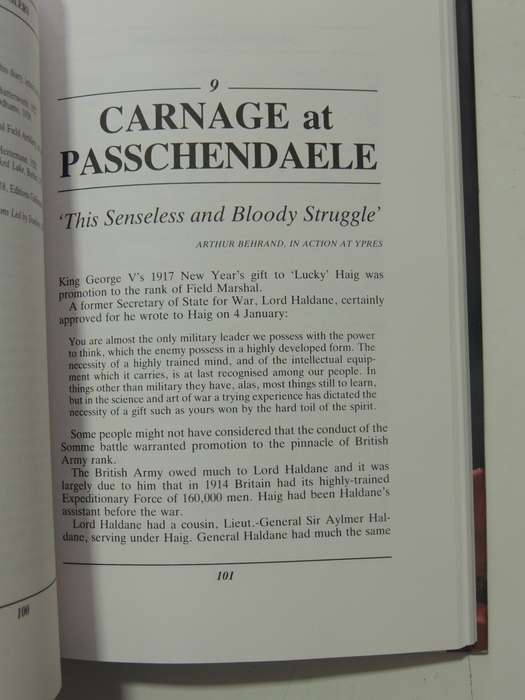 9
CARNAGE at
PASSCHENDAELE
'This Senseless and Bloody Struggle'
ARTHUR BEHRAND, IN ACTION AT YPRES
King George V's 1917 New Year's gift to 'Lucky' Haig was
promotion to the rank of Field Marshal.
A former Secretary of State for War, Lord Haldane, certainly
approved for he wrote to Haig on 4 January:
You are almost the only military leader we possess with the power
to think, which the enemy possess in a highly developed form. The
necessity of a highly trained mind, and of the intellectual equip-
ment which it carries, is at last recognised among our people. In
things other than military they have, alas, most things still to learn,
but in the science and art of war a trying experience has dictated the
necessity of a gift such as yours won by the hard toil of the spirit.
Some people might not have considered that the conduct of the
Somme battle warranted promotion to the pinnacle of British
Army rank.
The British Army owed much to Lord Haldane and it was
largely due to him that in 1914 Britain had its highly-trained
Expeditionary Force of 160,000 men. Haig had been Haldane's
assistant before the war.
Lord Haldane had a cousin, Lieut.-General Sir Aylmer Hal-
dane, serving under Haig. General Haldane had much the same
101
100